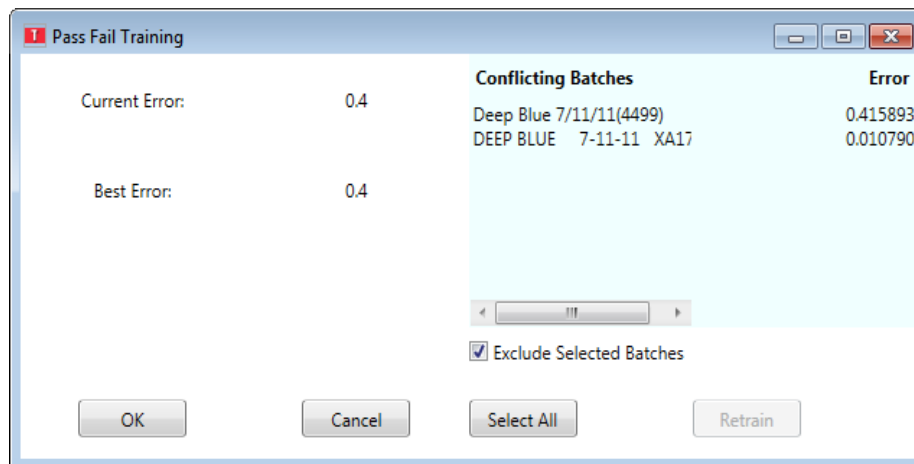 T Pass Fail Training
Conflicting Batches Error
Current Error: 0.4
Deep Blue 7/11/11(4499) 0.415893
DEEP BLUE 7-11-11 XA17 0.010790
Best Error: 0.4
Exclude Selected Batches
OK Cancel Select All Retrain